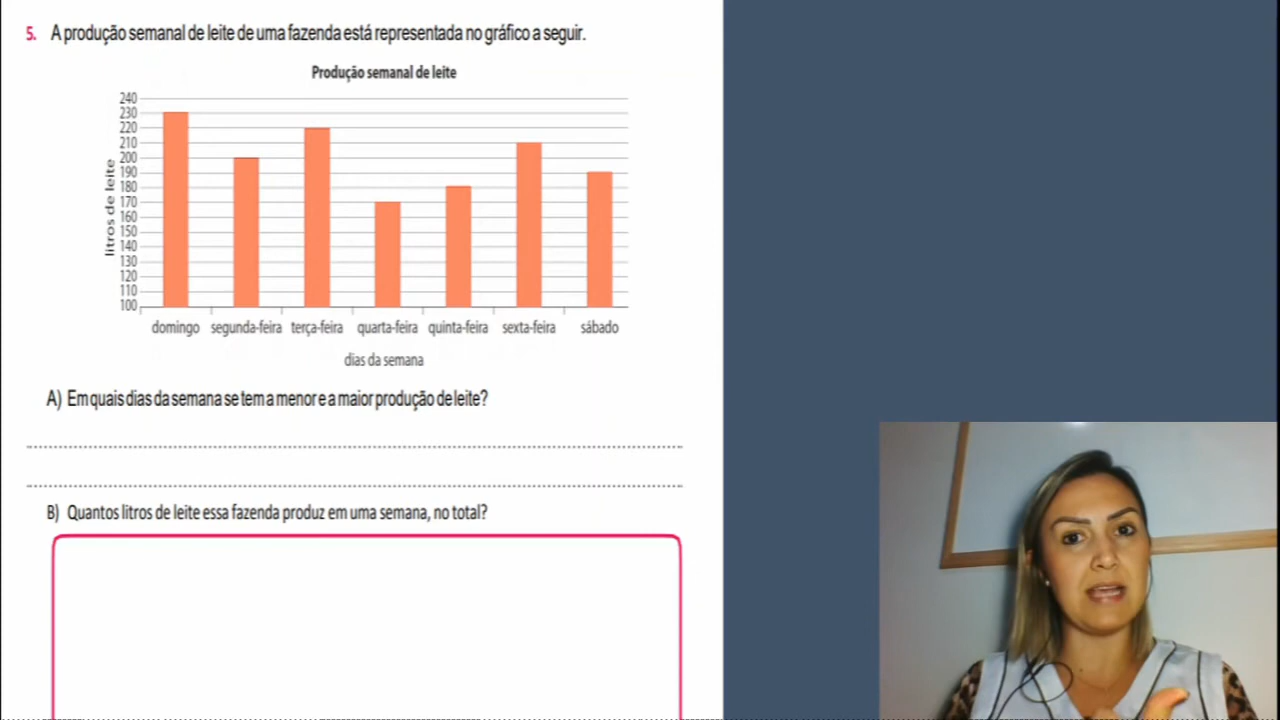 5. A produção semanal de leite de uma fazenda está representada no gráfico a seguir.
Produção semanal de leite
240
230
220
210
200
190
180
170
160
150
140
130
120
110
100
litros de leite
domingo segunda-feira terça-feira quarta-feira quinta-feira sexta-feira sábado
dias da semana
A) Em quais dias da semana se tem a menor e a maior produção de leite?
B) Quantos litros de leite essa fazenda produz em uma semana, no total?